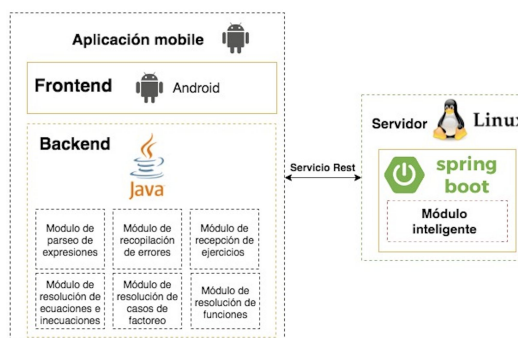 Aplicación mobile
Frontend
Android
Backend
Java
Modulo de
parseo de
expresiones
Módulo de
recopilación
de errores
Módulo de
recepción de
ejercicios
Módulo de
resolución de
ecuaciones e
inecuaciones
Módulo de
resolución de
casos de
factoreo
Módulo de
resolución de
funciones
Servicio Rest
Servidor
Linux
spring
boot
Módulo
inteligente